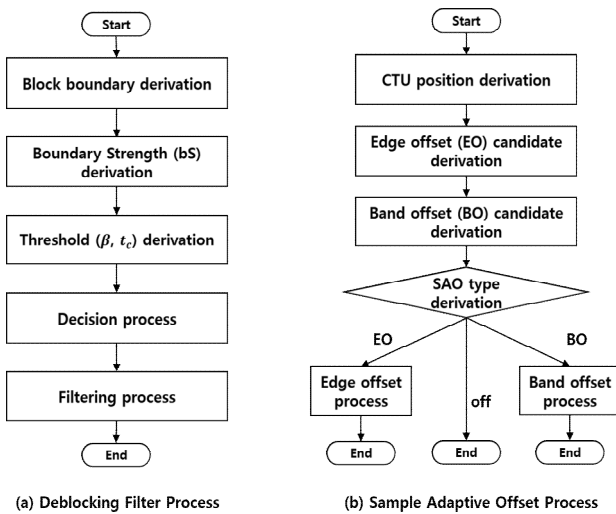 Start
Block boundary derivation
Boundary Strength (bS)
derivation
Threshold (β, t_c) derivation
Decision process
Filtering process
End
(a) Deblocking Filter Process
Start
CTU position derivation
Edge offset (EO) candidate
derivation
Band offset (BO) candidate
derivation
SAO type
derivation
EO
BO
Edge offset
process
off
Band offset
process
End
End
End
(b) Sample Adaptive Offset Process